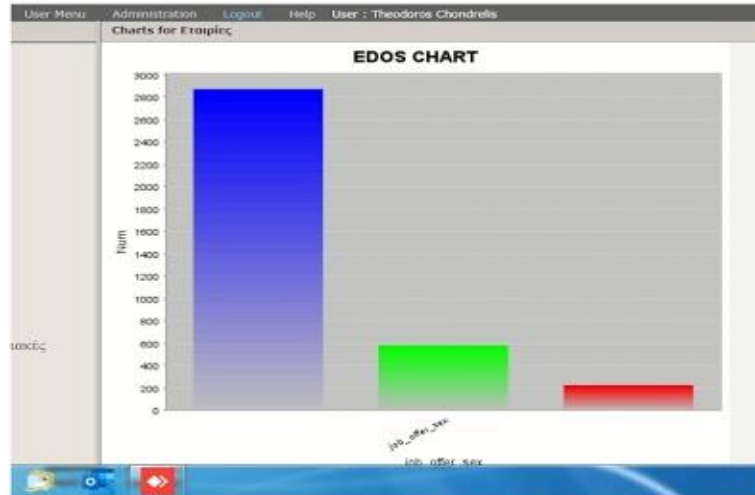 User Menu Administration Logout Help User : Theodoros Chondrelis
Charts for Εταιρίες
EDOS CHART
3000
2800
2600
2400
2200
2000
1800
1600
1400
1200
1000
800
600
400
200
0
Num
ιακές
job_offer_sex
job_offer_sex